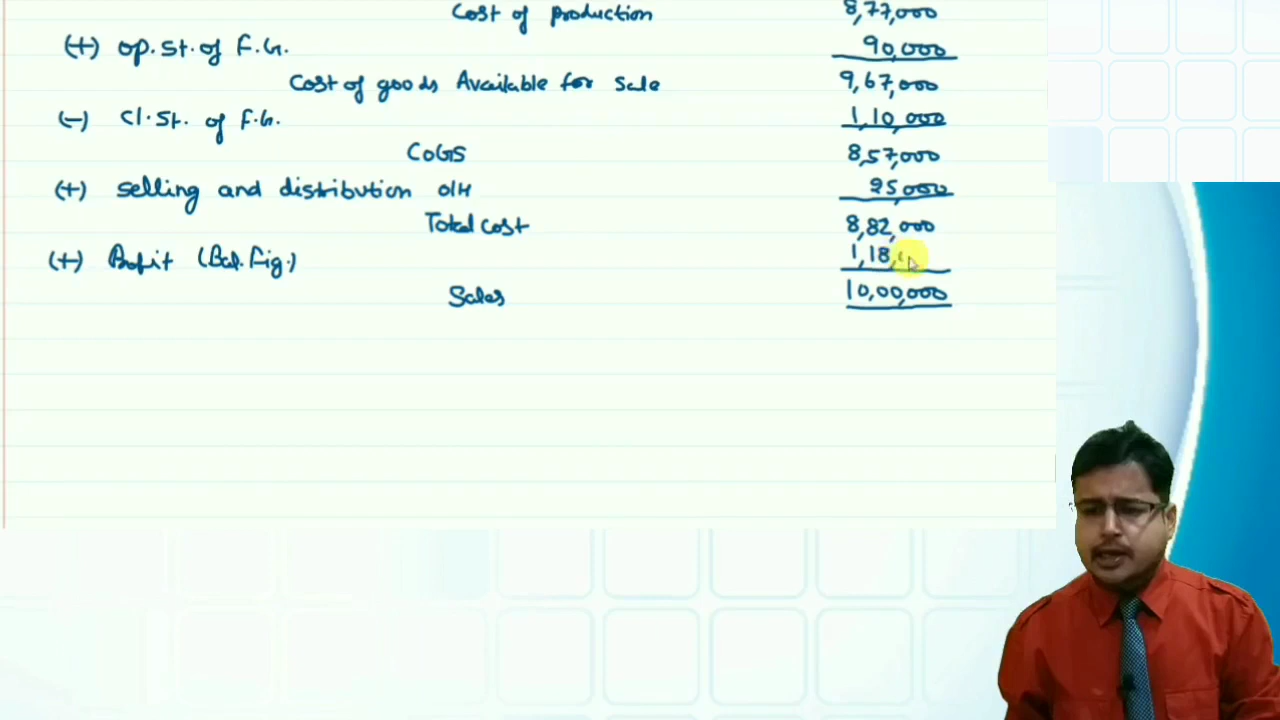 Cost of production 8,77,000
(+) op. st. of F.G. 90,000
Cost of goods Available for sale 9,67,000
(-) cl. st. of F.G. 1,10,000
COGS 8,57,000
(+) selling and distribution O/H 25,000
Total cost 8,82,000
(+) Profit (Bal. fig.) 1,18,
Sales 10,00,000